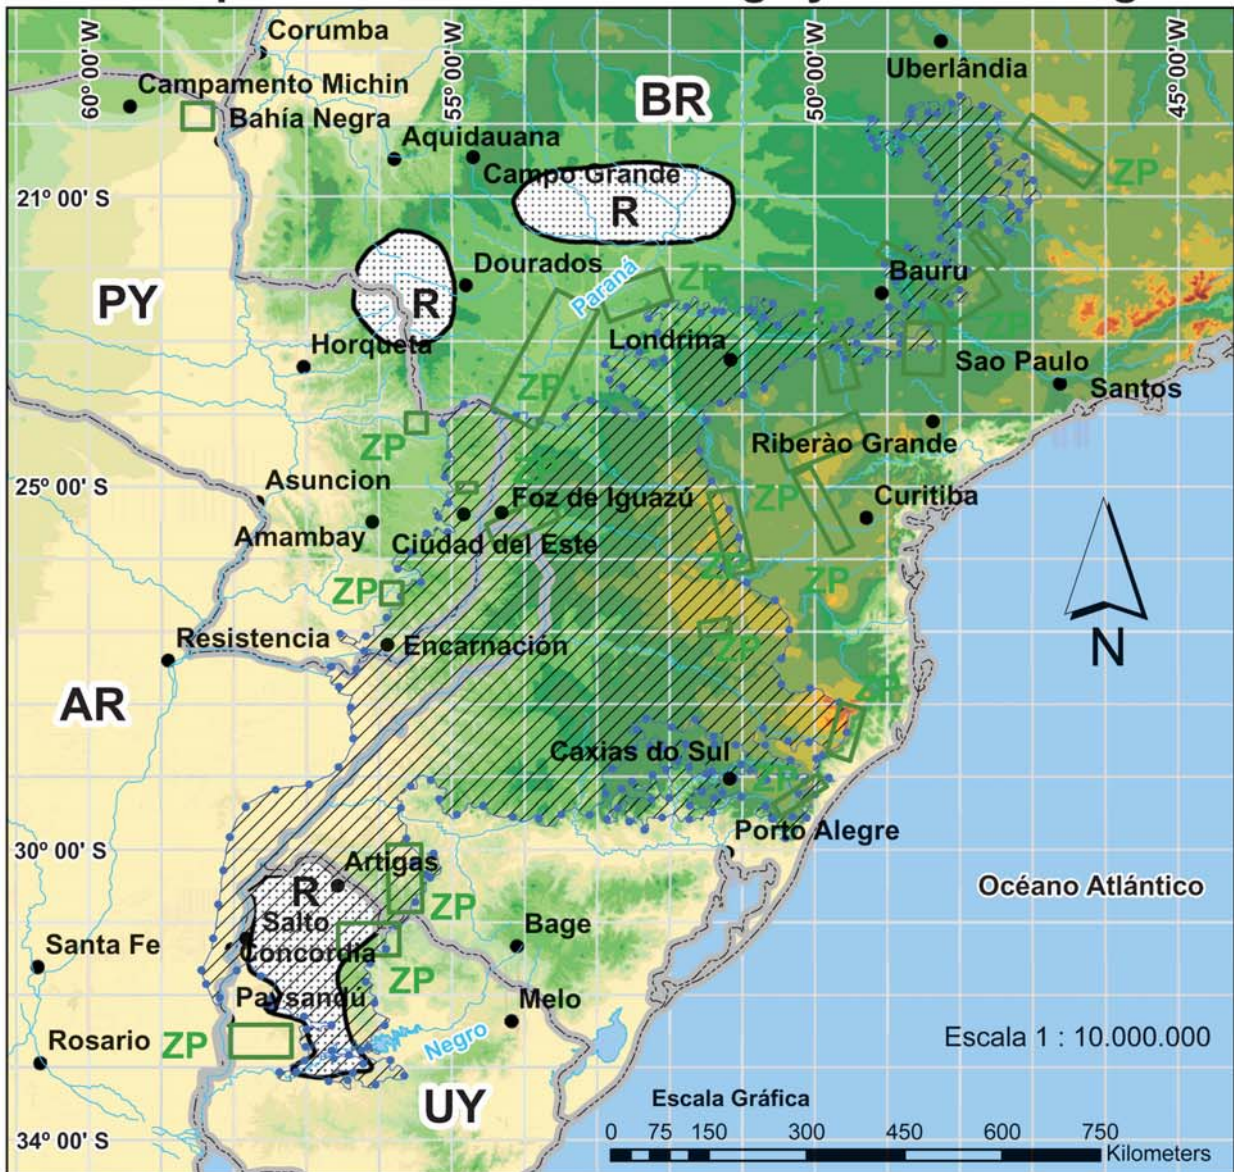 60° 00' W
55° 00' W
50° 00' W
45° 00' W
Corumba
Uberlândia
Campamento Michin
BR
Bahía Negra
Aquidauana
Campo Grande
ZP
21° 00' S
R
Dourados
Bauru
PY
R
Paraná
ZP
ZP
ZP
Horqueta
Londrina
Sao Paulo
Santos
ZP
ZP
Riberào Grande
Asuncion
ZP
25° 00' S
Foz de Iguazú
ZP
Curitiba
Amambay
Ciudad del Este
ZP
ZP
ZP
Resistencia
Encarnación
ZP
N
AR
ZP
Caxias do Sul
ZP
Porto Alegre
30° 00' S
Artigas
R
Océano Atlántico
ZP
Salto
Bage
Santa Fe
Concordia
ZP
Paysandú
Melo
Rosario
ZP
Negro
Escala 1 : 10.000.000
UY
Escala Gráfica
34° 00' S
0 75 150 300 450 600 750
Kilometers